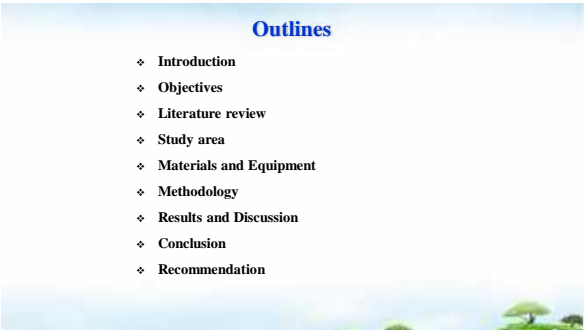 Outlines
❖ Introduction
❖ Objectives
❖ Literature review
❖ Study area
❖ Materials and Equipment
❖ Methodology
❖ Results and Discussion
❖ Conclusion
❖ Recommendation